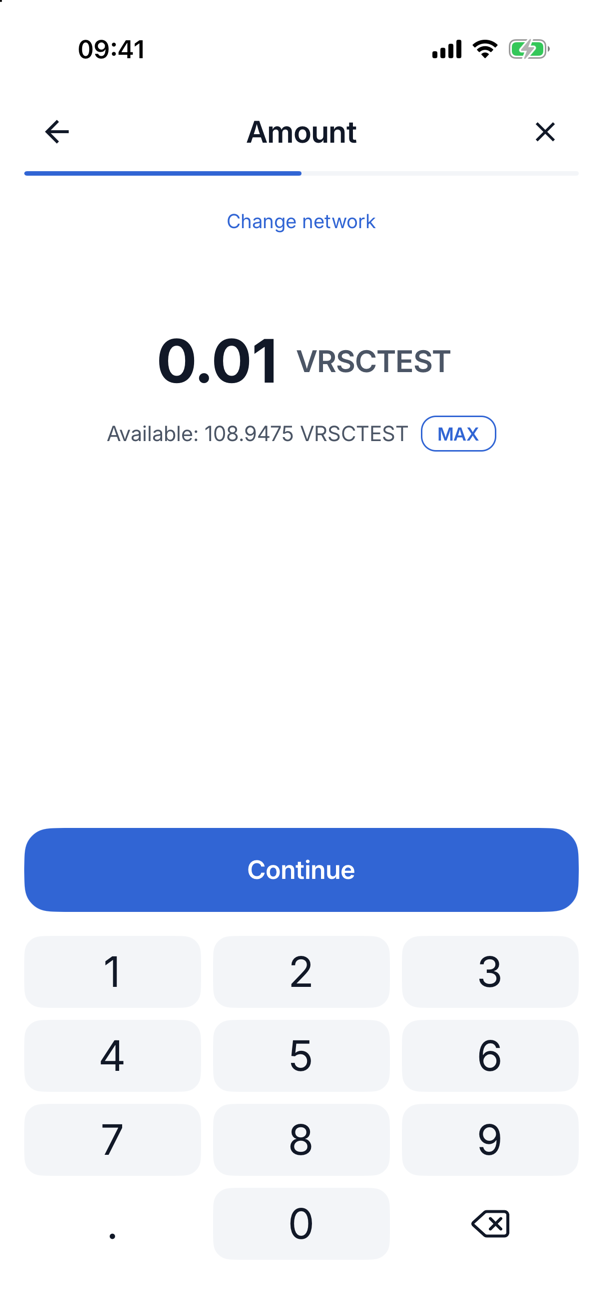 09:41
Amount
Change network
0.01 VRSCTEST
Available: 108.9475 VRSCTEST MAX
Continue
1 2 3
4 5 6
7 8 9
. 0